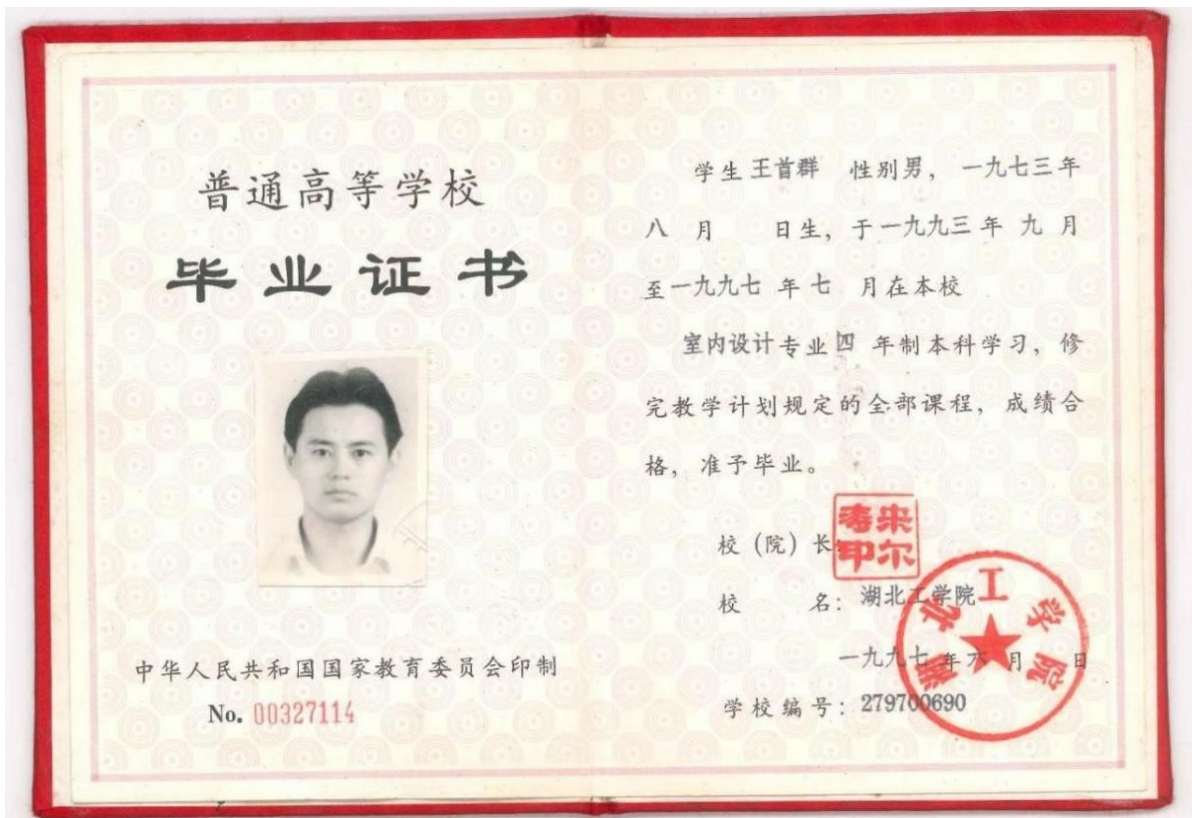 普通高等学校
毕业证书
中华人民共和国国家教育委员会印制
No. 00327114
学生王首群 性别男，一九七三年
八 月 日生，于一九九三年 九 月
至一九九七 年七 月在本校
室内设计专业四 年制本科学习，修
完教学计划规定的全部课程，成绩合
格，准予毕业。
校（院）长：
校 名：湖北工学院
一九九七 年六 月 日
学校编号：279700690
湖北工学院